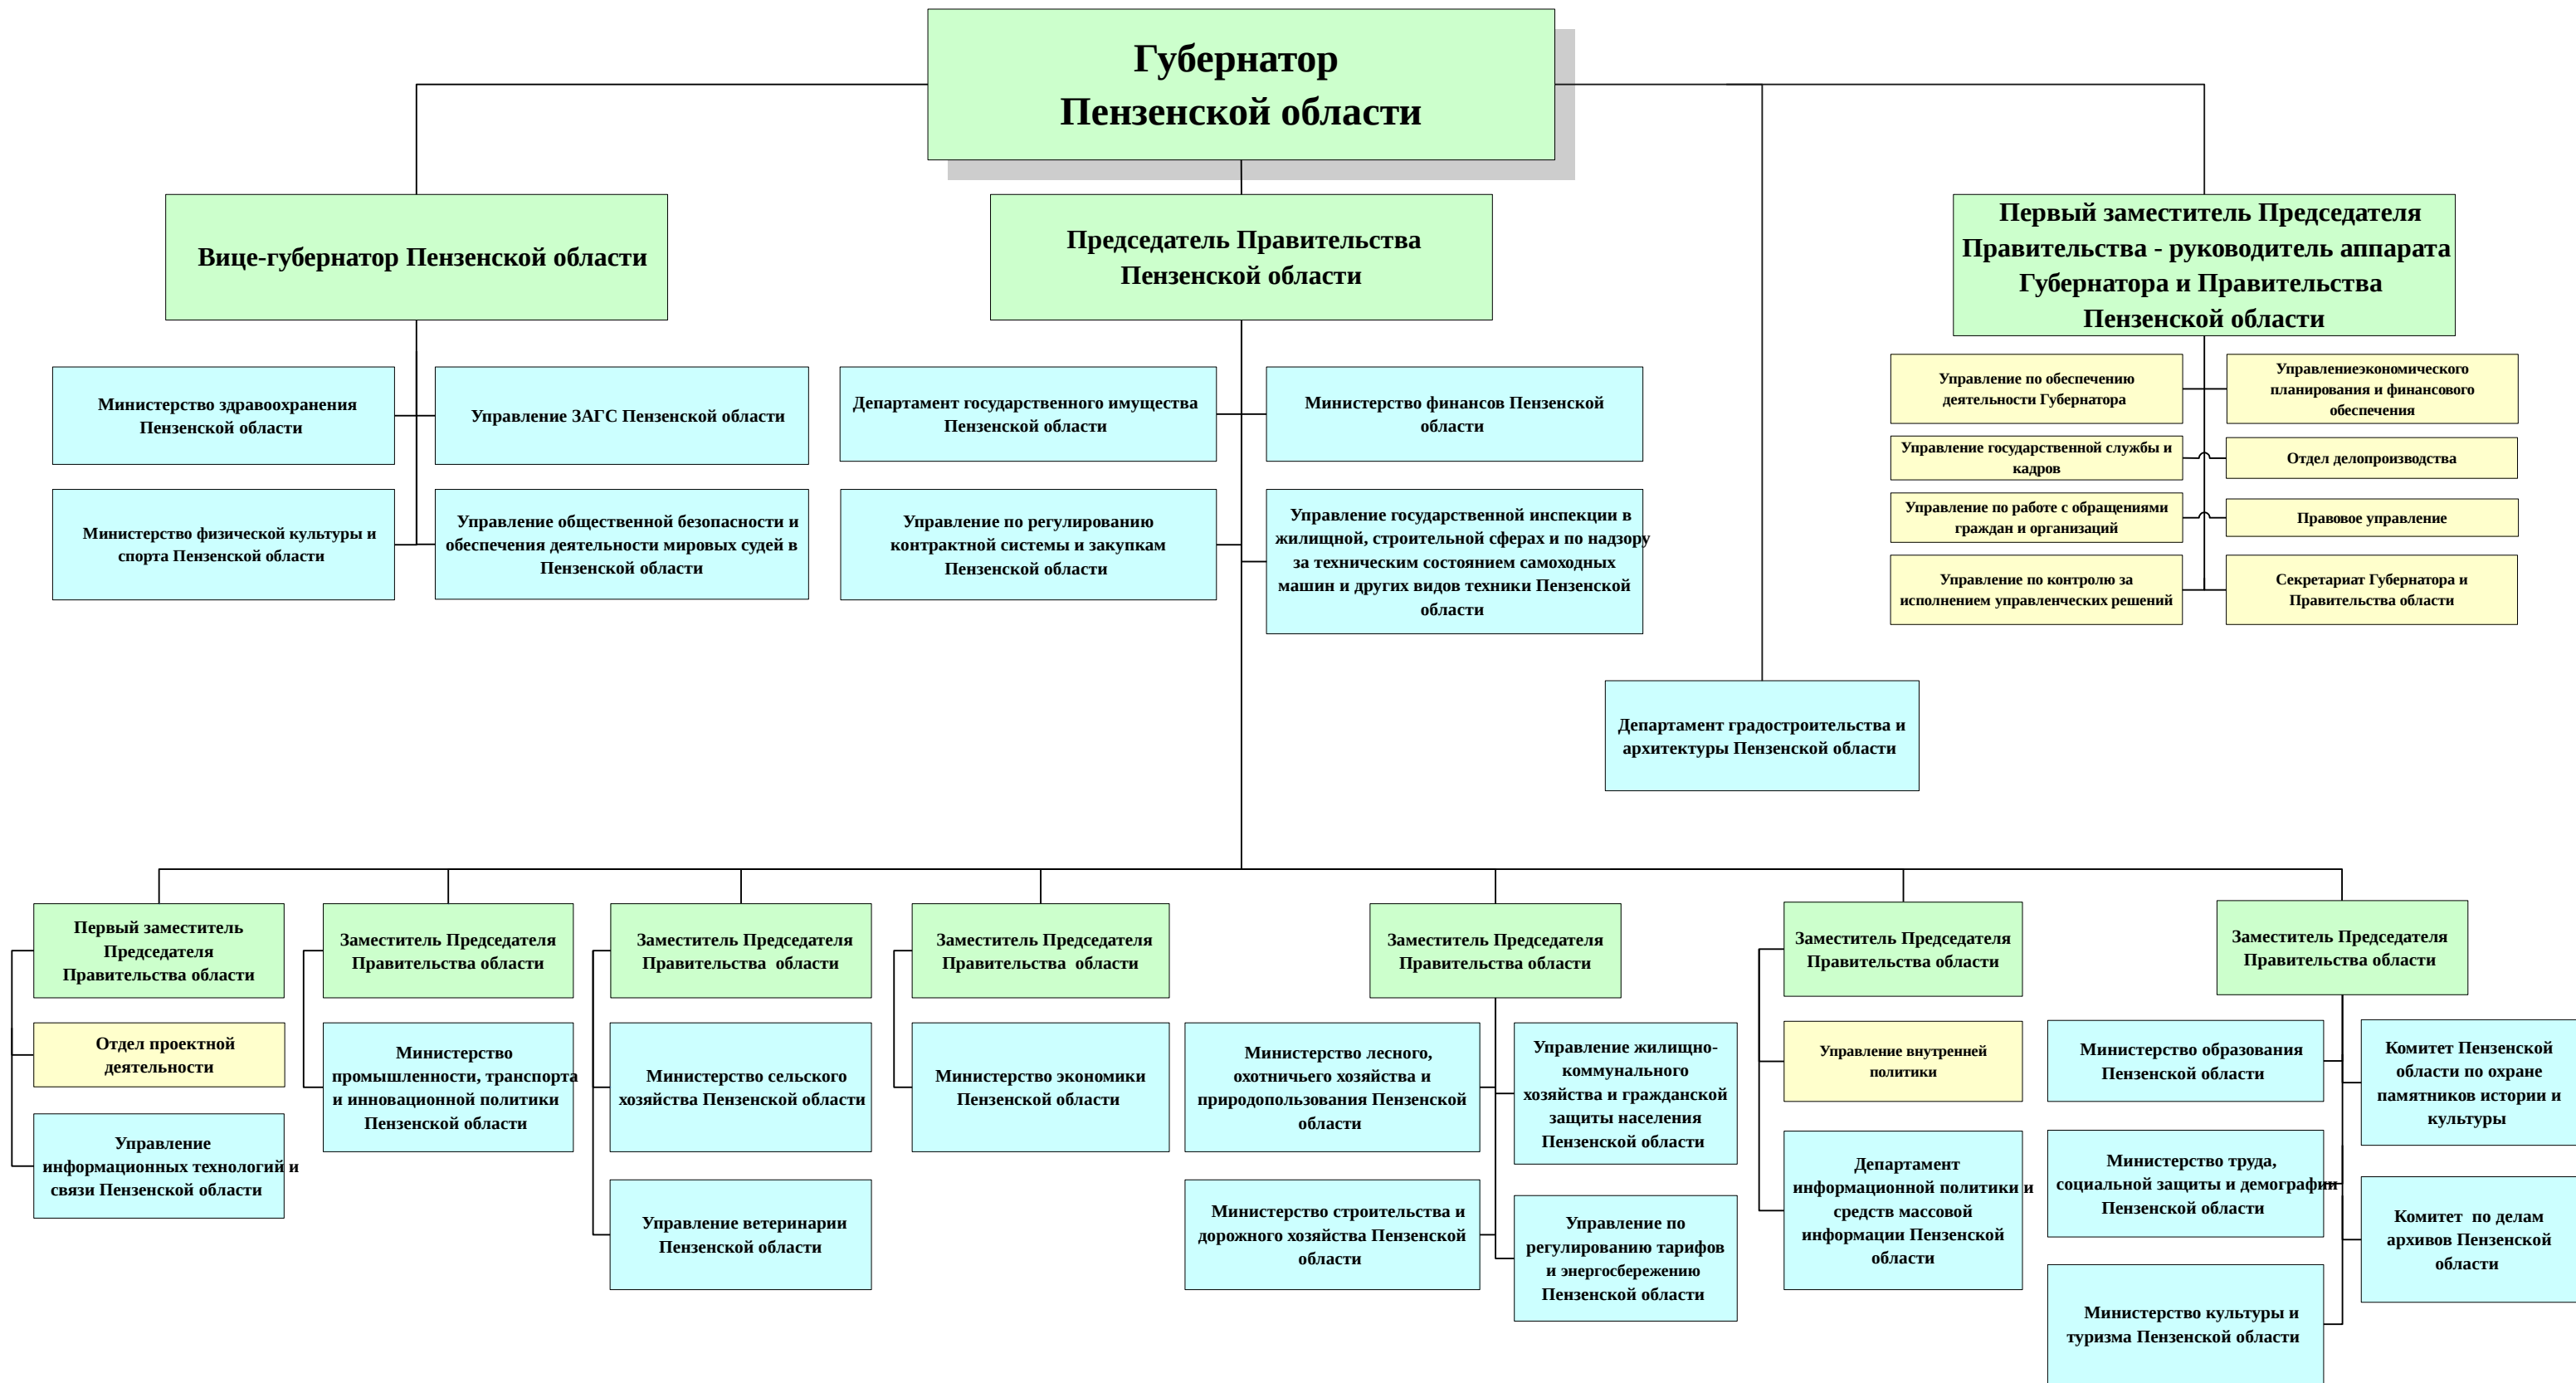 Губернатор
Пензенской области
Вице-губернатор Пензенской области
Председатель Правительства
Пензенской области
Первый заместитель Председателя
Правительства - руководитель аппарата
Губернатора и Правительства
Пензенской области
Министерство здравоохранения
Пензенской области
Управление ЗАГС Пензенской области
Министерство физической культуры и
спорта Пензенской области
Управление общественной безопасности и
обеспечения деятельности мировых судей в
Пензенской области
Департамент государственного имущества
Пензенской области
Министерство финансов Пензенской
области
Управление по регулированию
контрактной системы и закупкам
Пензенской области
Управление государственной инспекции в
жилищной, строительной сферах и по надзору
за техническим состоянием самоходных
машин и других видов техники Пензенской
области
Управление по обеспечению
деятельности Губернатора
Управлениеэкономического
планирования и финансового
обеспечения
Управление государственной службы и
кадров
Отдел делопроизводства
Управление по работе с обращениями
граждан и организаций
Правовое управление
Управление по контролю за
исполнением управленческих решений
Секретариат Губернатора и
Правительства области
Департамент градостроительства и
архитектуры Пензенской области
Первый заместитель
Председателя
Правительства области
Отдел проектной
деятельности
Управление
информационных технологий и
связи Пензенской области
Заместитель Председателя
Правительства области
Министерство
промышленности, транспорта
и инновационной политики
Пензенской области
Заместитель Председателя
Правительства области
Министерство сельского
хозяйства Пензенской области
Управление ветеринарии
Пензенской области
Заместитель Председателя
Правительства области
Министерство экономики
Пензенской области
Заместитель Председателя
Правительства области
Министерство лесного,
охотничьего хозяйства и
природопользования Пензенской
области
Управление жилищно-
коммунального
хозяйства и гражданской
защиты населения
Пензенской области
Министерство строительства и
дорожного хозяйства Пензенской
области
Управление по
регулированию тарифов
и энергосбережению
Пензенской области
Заместитель Председателя
Правительства области
Управление внутренней
политики
Департамент
информационной политики и
средств массовой
информации Пензенской
области
Заместитель Председателя
Правительства области
Министерство образования
Пензенской области
Комитет Пензенской
области по охране
памятников истории и
культуры
Министерство труда,
социальной защиты и демографии
Пензенской области
Комитет по делам
архивов Пензенской
области
Министерство культуры и
туризма Пензенской области